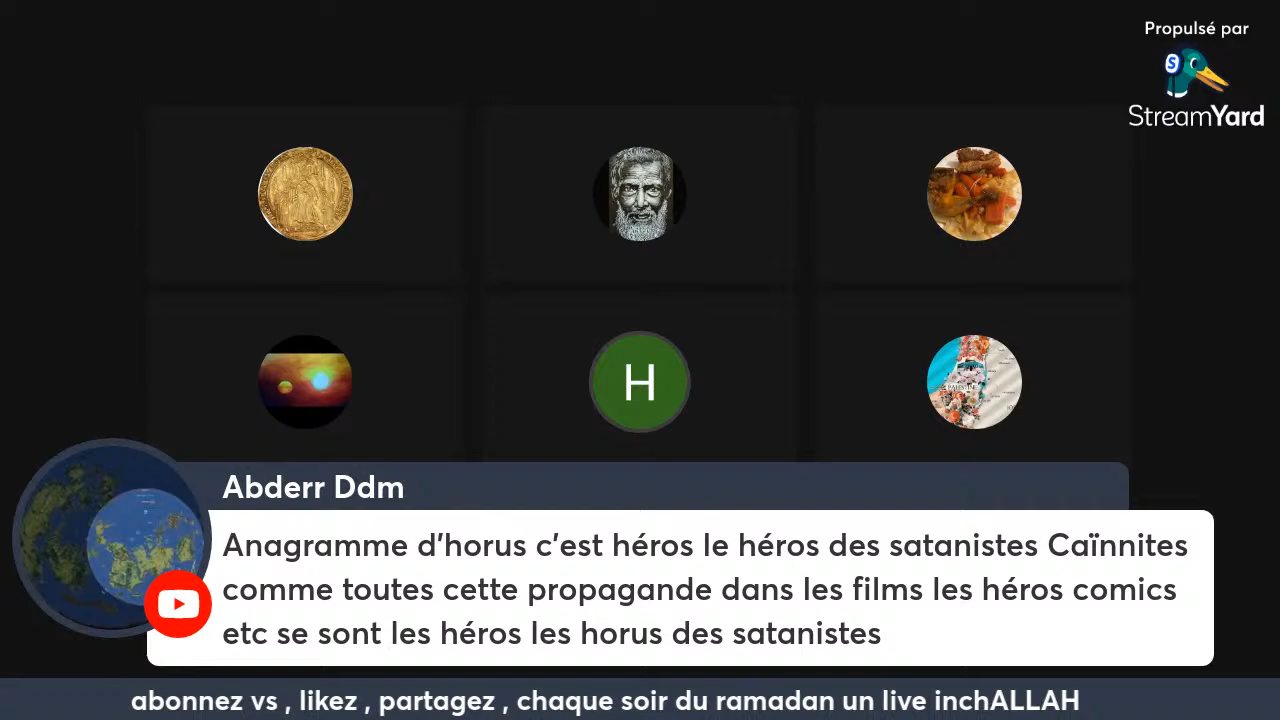 Propulsé par
StreamYard
H
PALESTINE
Abderr Ddm
Anagramme d'horus c'est héros le héros des satanistes Caïnnites
comme toutes cette propagande dans les films les héros comics
etc se sont les héros les horus des satanistes
abonnez vs , likez , partagez , chaque soir du ramadan un live inchALLAH